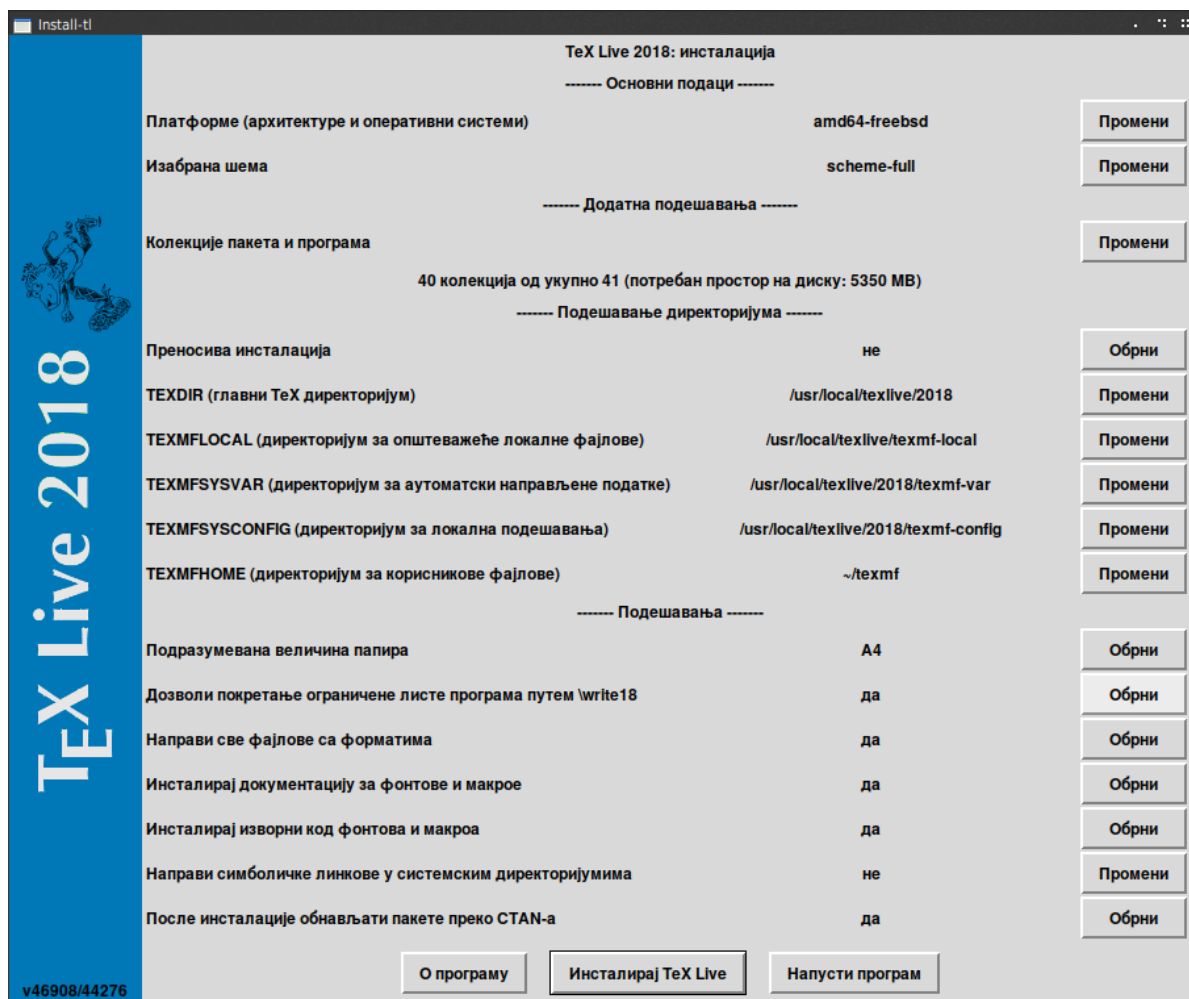 Install-tl
TeX Live 2018: инсталација
------- Основни подаци -------
Платформе (архитектуре и оперативни системи) amd64-freebsd Промени
Изабрана шема scheme-full Промени
------- Додатна подешавања -------
Колекције пакета и програма Промени
40 колекција од укупно 41 (потребан простор на диску: 5350 MB)
------- Подешавање директоријума -------
Преносива инсталација не Обрни
TEXDIR (главни TeX директоријум) /usr/local/texlive/2018 Промени
TEXMFLOCAL (директоријум за општеважеће локалне фајлове) /usr/local/texlive/texmf-local Промени
TEXMFSYSVAR (директоријум за аутоматски направљене податке) /usr/local/texlive/2018/texmf-var Промени
TEXMFSYSCONFIG (директоријум за локална подешавања) /usr/local/texlive/2018/texmf-config Промени
TEXMFHOME (директоријум за корисникове фајлове) ~/texmf Промени
------- Подешавања -------
Подразумевана величина папира A4 Обрни
Дозволи покретање ограничене листе програма путем \write18 да Обрни
Направи све фајлове са форматима да Обрни
Инсталирај документацију за фонтове и макрое да Обрни
Инсталирај изворни код фонтова и макроа да Обрни
Направи симболичке линкове у системским директоријумима не Промени
После инсталације обнављати пакете преко CTAN-а да Обрни
О програму Инсталирај TeX Live Напусти програм
TEX Live 2018
v46908/44276